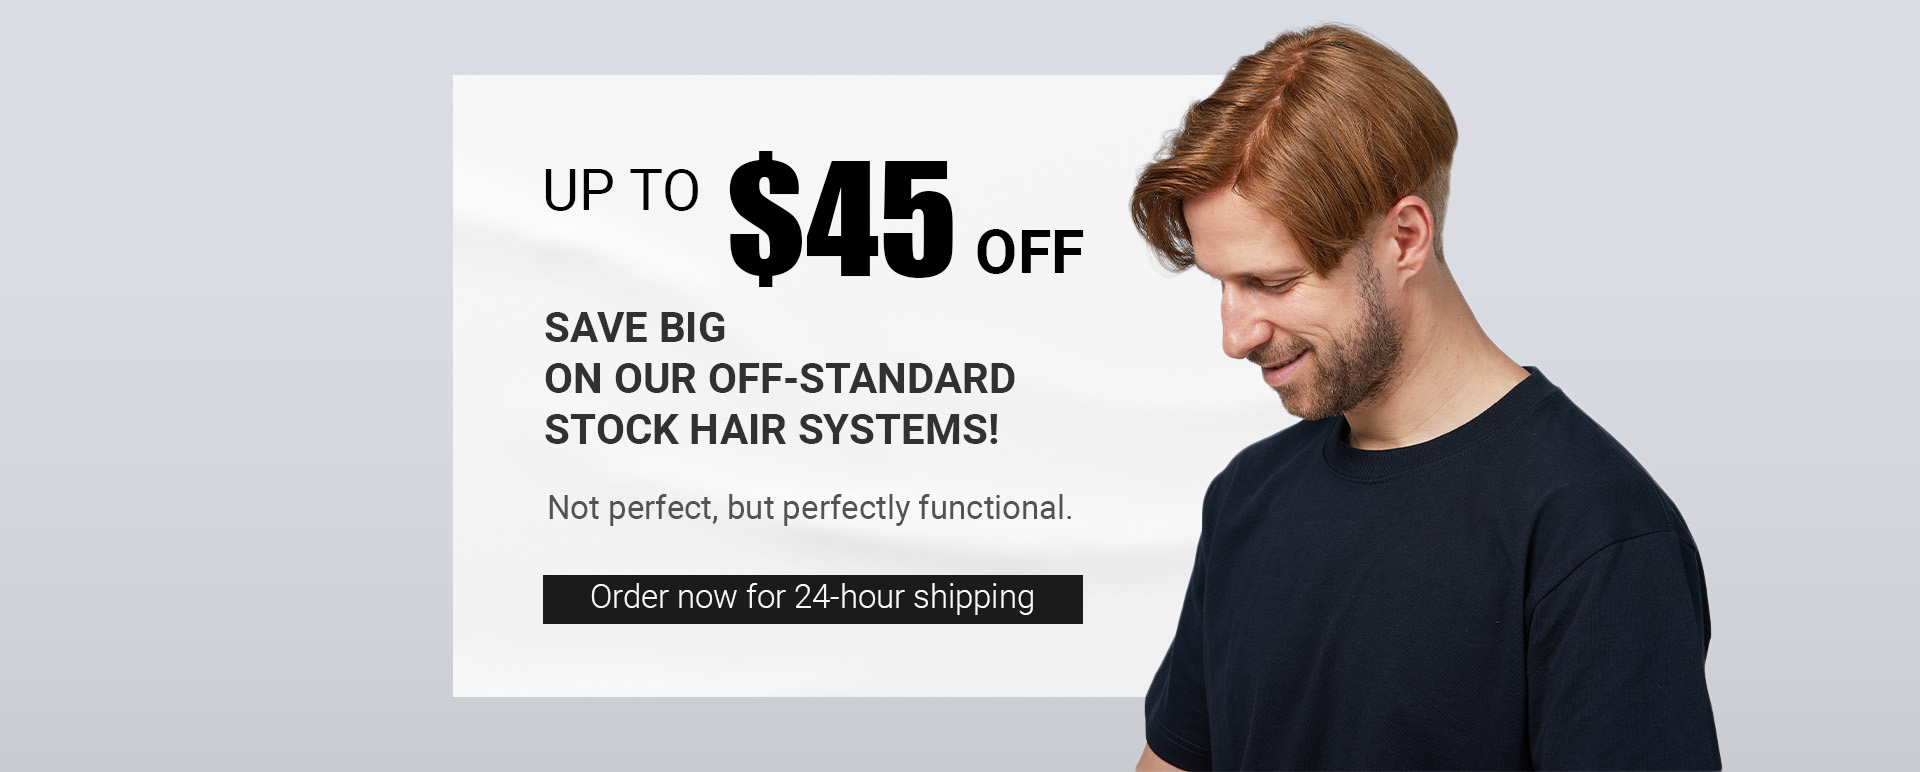 UP TO $45 OFF
SAVE BIG
ON OUR OFF-STANDARD
STOCK HAIR SYSTEMS!
Not perfect, but perfectly functional.
Order now for 24-hour shipping